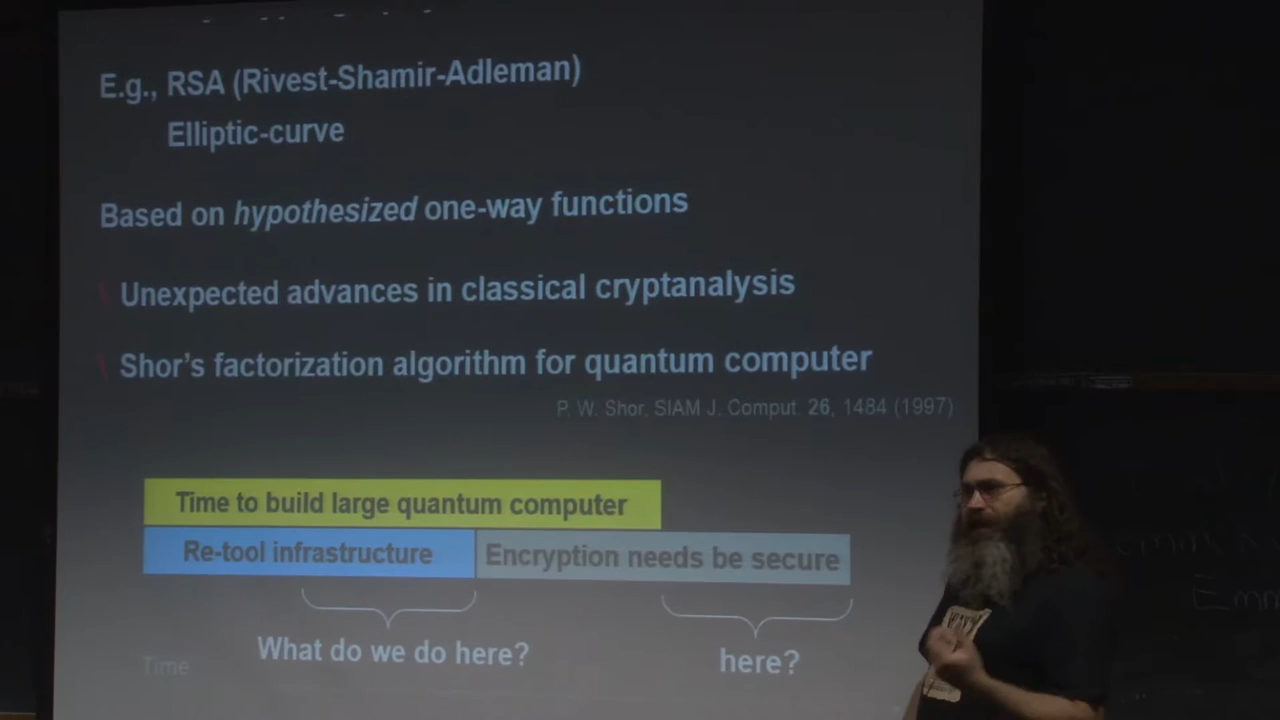 E.g., RSA (Rivest-Shamir-Adleman)
Elliptic-curve
Based on hypothesized one-way functions
Unexpected advances in classical cryptanalysis
Shor's factorization algorithm for quantum computer
P. W. Shor, SIAM J. Comput. 26, 1484 (1997)
Time to build large quantum computer
Re-tool infrastructure
Encryption needs be secure
What do we do here?
here?
Time